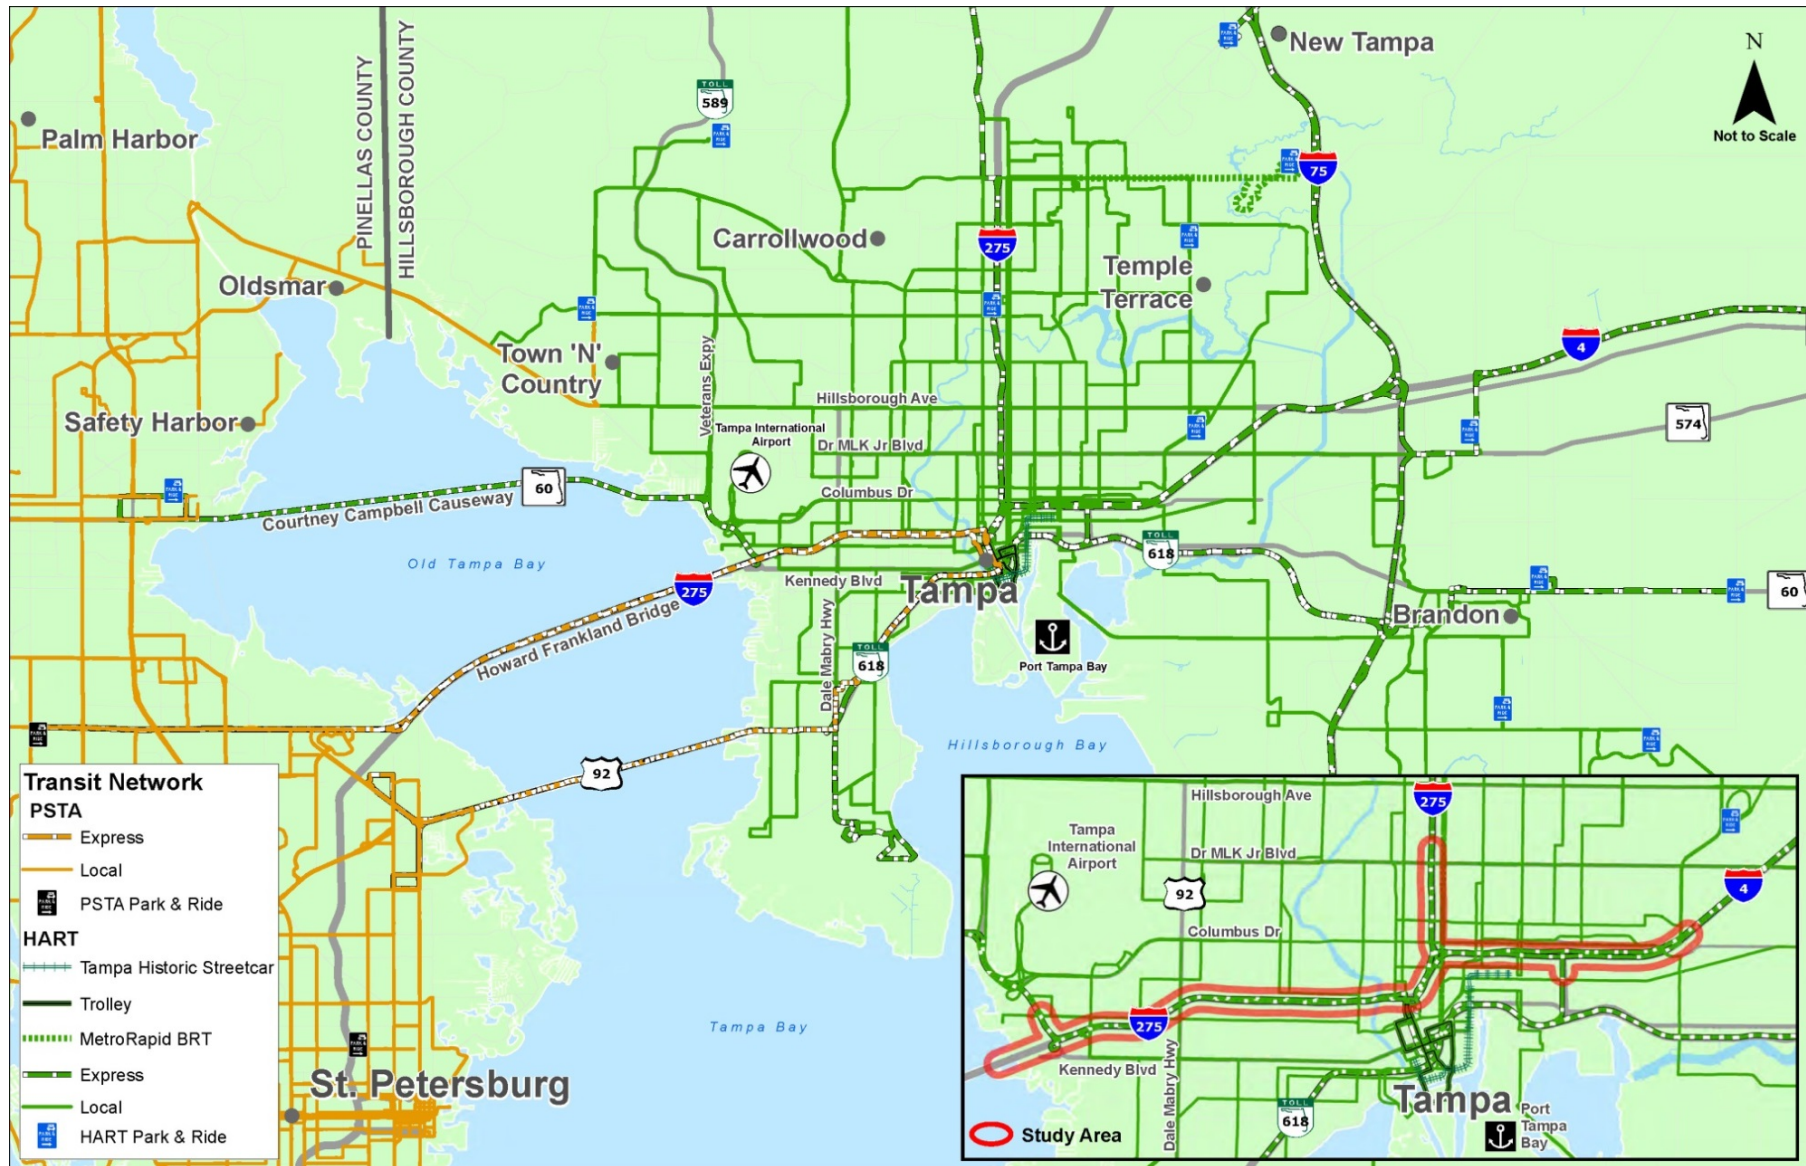 New Tampa
N
Not to Scale
PINELLAS COUNTY
HILLSBOROUGH COUNTY
TOLL
589
Palm Harbor
75
Carrollwood
275
Temple
Terrace
Oldsmar
4
Town 'N'
Country
Veterans Expy
Hillsborough Ave
Safety Harbor
Tampa International
Airport
Dr MLK Jr Blvd
574
60
Courtney Campbell Causeway
Columbus Dr
Old Tampa Bay
TOLL
618
275
Howard Frankland Bridge
Kennedy Blvd
Tampa
Dale Mabry Hwy
60
Brandon
TOLL
618
Port Tampa Bay
92
Hillsborough Bay
Tampa Bay
St. Petersburg
Transit Network
PSTA
Express
Local
PSTA Park & Ride
HART
Tampa Historic Streetcar
Trolley
MetroRapid BRT
Express
Local
HART Park & Ride
Hillsborough Ave
275
Tampa
International
Airport
Dr MLK Jr Blvd
92
4
Columbus Dr
275
Kennedy Blvd
Dale Mabry Hwy
Tampa
TOLL
618
Port
Tampa
Bay
Study Area